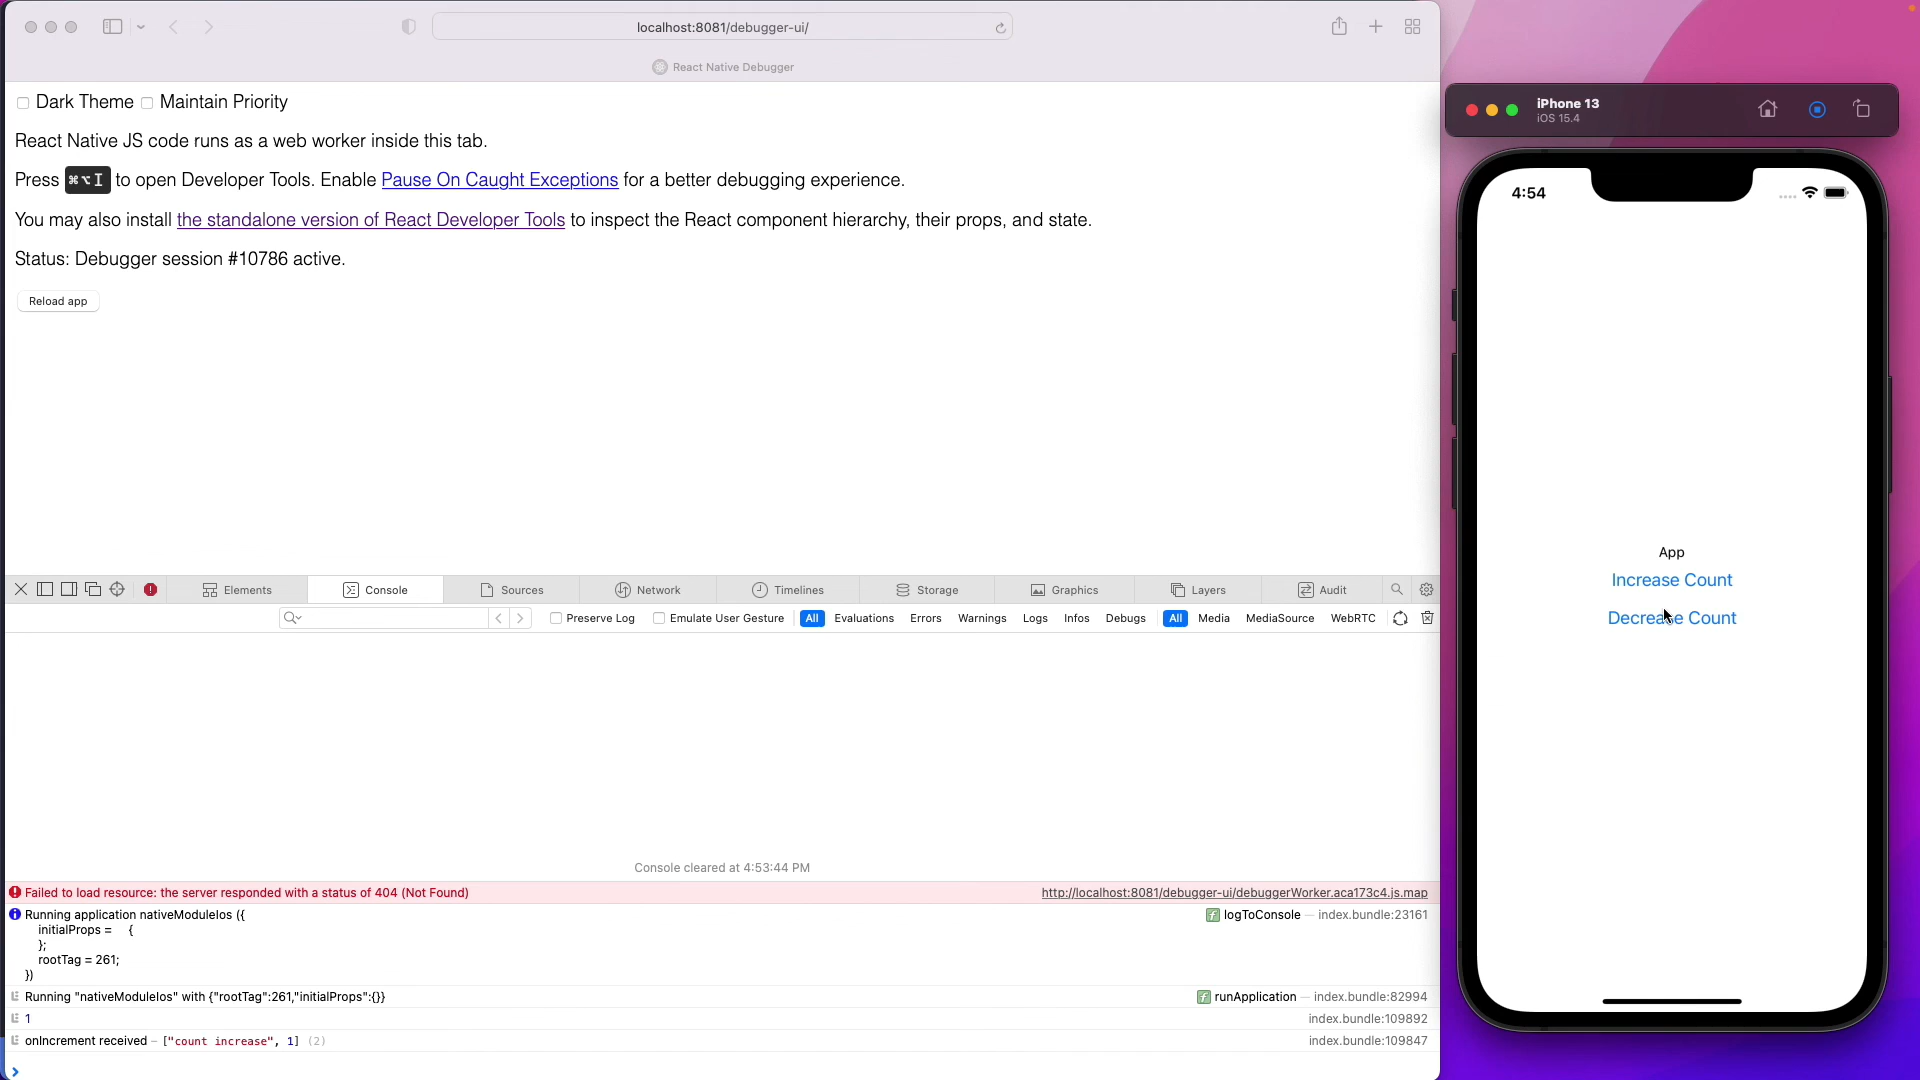 localhost:8081/debugger-ui/
React Native Debugger
Dark Theme Maintain Priority
React Native JS code runs as a web worker inside this tab.
Press ⌘⌥I to open Developer Tools. Enable Pause On Caught Exceptions for a better debugging experience.
You may also install the standalone version of React Developer Tools to inspect the React component hierarchy, their props, and state.
Status: Debugger session #10786 active.
Reload app
Elements Console Sources Network Timelines Storage Graphics Layers Audit
Preserve Log Emulate User Gesture All Evaluations Errors Warnings Logs Infos Debugs All Media MediaSource WebRTC
Console cleared at 4:53:44 PM
Failed to load resource: the server responded with a status of 404 (Not Found) http://localhost:8081/debugger-ui/debuggerWorker.aca173c4.js.map
Running application nativeModuleIos ({ logToConsole — index.bundle:23161
initialProps = {
};
rootTag = 261;
})
Running "nativeModuleIos" with {"rootTag":261,"initialProps":{}} runApplication — index.bundle:82994
1 index.bundle:109892
onIncrement received – ["count increase", 1] (2) index.bundle:109847
iPhone 13
iOS 15.4
4:54
App
Increase Count
Decrease Count